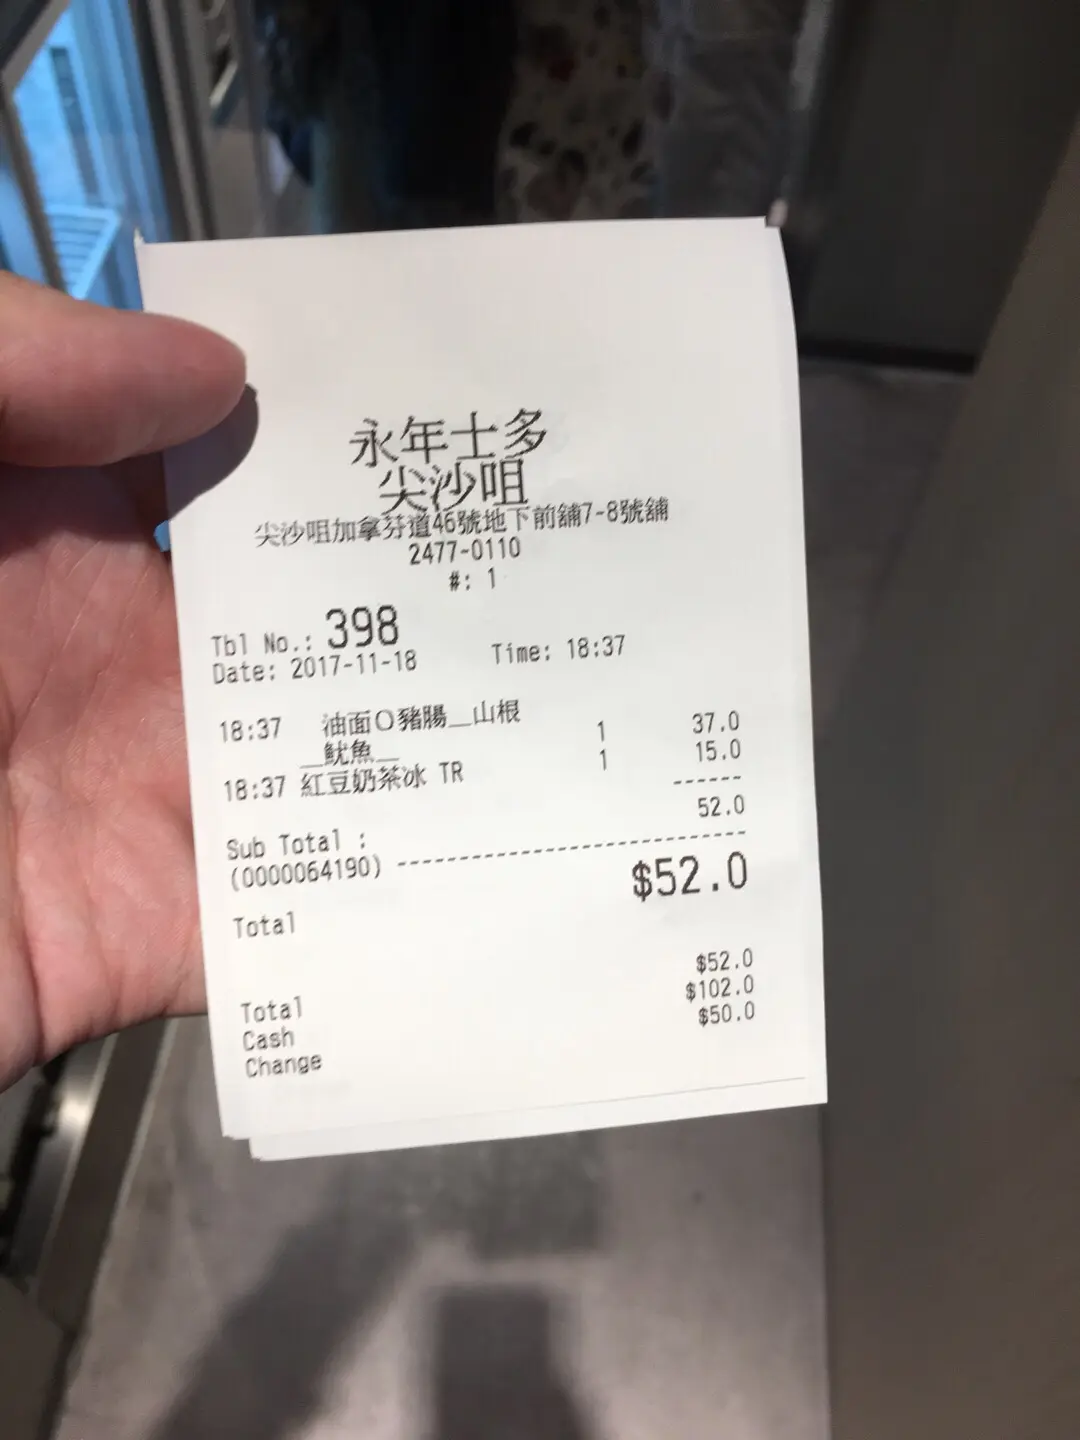 永年士多
尖沙咀
尖沙咀加拿芬道46號地下前舖7-8號舖
2477-0110
#: 1
Tbl No.: 398
Date: 2017-11-18 Time: 18:37
18:37 油面O豬腸__山根 1 37.0
__魷魚__
18:37 紅豆奶茶冰 TR 1 15.0
------
Sub Total : 52.0
(0000064190) ---------------------------
Total $52.0
Total $52.0
Cash $102.0
Change $50.0